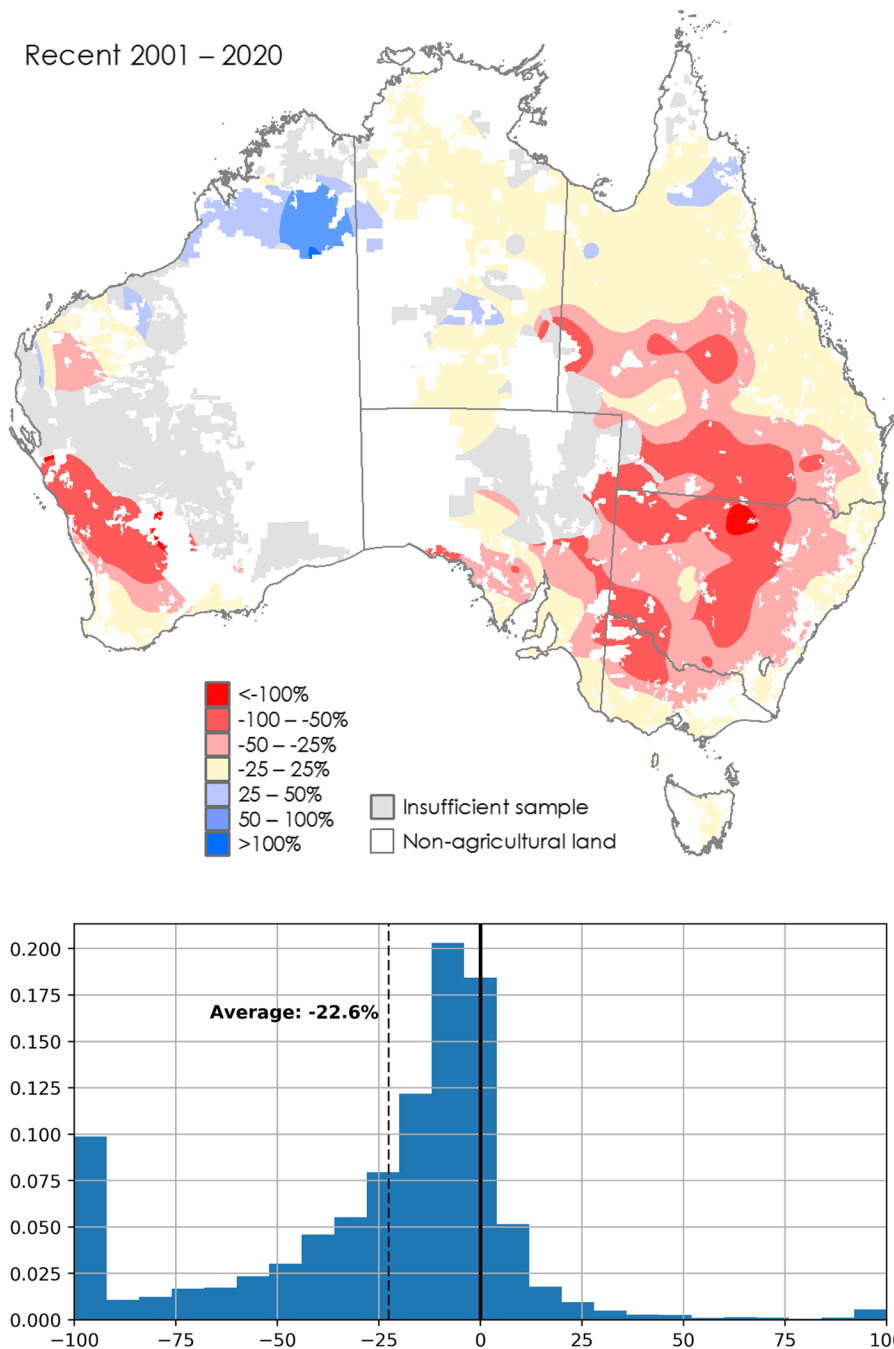 Recent 2001 – 2020
<-100%
-100 – -50%
-50 – -25%
-25 – 25%
25 – 50%
50 – 100%
>100%
Insufficient sample
Non-agricultural land
0.200
0.175
Average: -22.6%
0.150
0.125
0.100
0.075
0.050
0.025
0.000
−100 −75 −50 −25 0 25 50 75 100